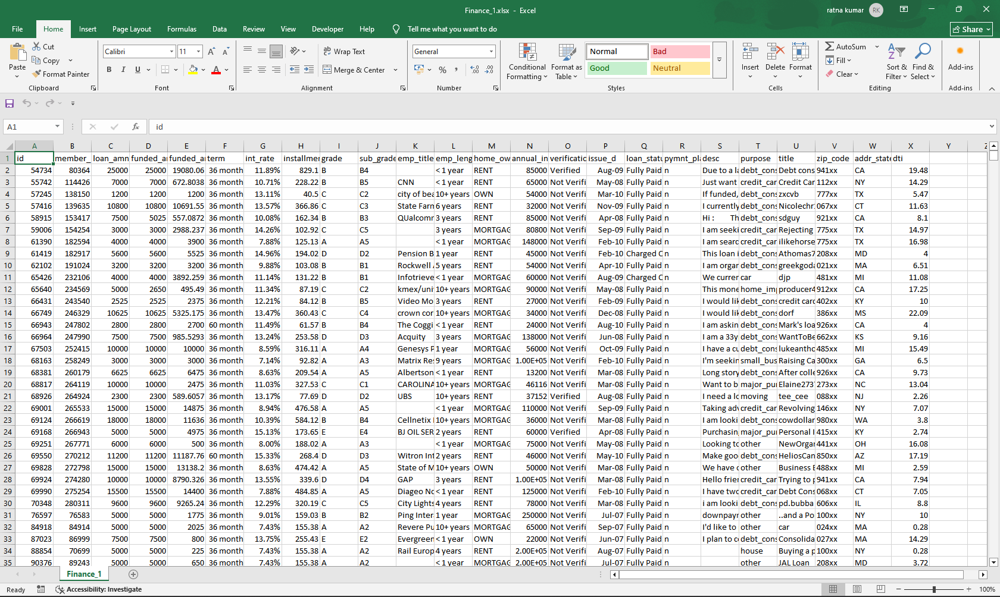 Finance_1.xlsx - Excel
ratna kumar RK
File Home Insert Page Layout Formulas Data Review View Developer Help Tell me what you want to do Share
Paste Cut Copy Format Painter Clipboard
Calibri 11 A A B I U A Font
ab Wrap Text Merge & Center Alignment
General % , Number
Conditional Formatting Format as Table Normal Bad Good Neutral Styles
Insert Delete Format Cells
AutoSum Fill Clear Sort & Filter Find & Select Editing
Add-ins Add-ins
A1 fx id
A B C D E F G H I J K L M N O P Q R S T U V W X Y Z
1 id member_ loan_amn funded_a funded_a term int_rate installme grade sub_grade emp_title emp_leng home_ow annual_in verificatic issue_d loan_statu pymnt_pla desc purpose title zip_code addr_state dti
2 54734 80364 25000 25000 19080.06 36 month 11.89% 829.1 B B4 < 1 year RENT 85000 Verified Aug-09 Fully Paid n Due to a la debt_cons Debt cons 941xx CA 19.48
3 55742 114426 7000 7000 672.8038 36 month 10.71% 228.22 B B5 CNN < 1 year RENT 65000 Not Verifi May-08 Fully Paid n Just want credit_car Credit Car 112xx NY 14.29
4 57245 138150 1200 1200 1200 36 month 13.11% 40.5 C C2 city of bea 10+ years OWN 54000 Not Verifi Mar-10 Fully Paid n If funded, debt_cons zxcvb 777xx TX 5.47
5 57416 139635 10800 10800 10691.55 36 month 13.57% 366.86 C C3 State Farm 6 years RENT 32000 Not Verifi Nov-09 Fully Paid n I currently debt_cons Nicolechr 067xx CT 11.63
6 58915 153417 7500 5025 557.0872 36 month 10.08% 162.34 B B3 QUalcomm 3 years RENT 85000 Not Verifi Apr-08 Fully Paid n Hi : Th debt_cons sdguy 921xx CA 8.1
7 59006 154254 3000 3000 2988.237 36 month 14.26% 102.92 C C5 3 years MORTGAG 80800 Not Verifi Sep-09 Fully Paid n I am seeki credit_car Rejecting 775xx TX 14.97
8 61390 182594 4000 4000 3900 36 month 7.88% 125.13 A A5 < 1 year MORTGAG 148000 Not Verifi Feb-10 Fully Paid n I am searc credit_car ilikehorse 775xx TX 16.98
9 61419 182917 5600 5600 5525 36 month 14.96% 194.02 D D2 Pension B 1 year RENT 45000 Not Verifi Feb-10 Charged C n This loan i debt_cons Athomas7 208xx MD 4
10 62102 191024 3200 3200 3200 36 month 9.88% 103.08 B B1 Rockwell 5 years RENT 54000 Not Verifi Apr-10 Fully Paid n I am organ debt_cons greekgoda 021xx MA 6.51
11 65426 232106 4000 4000 3892.259 36 month 11.14% 131.22 B B1 Infotrieve < 1 year MORTGAG 60000 Not Verifi Aug-09 Charged C n We curren car djp 481xx MI 11.08
12 65640 234569 5000 2650 495.49 36 month 11.34% 87.19 C C2 kmex/uni 10+ years MORTGAG 90000 Not Verifi May-08 Fully Paid n This mone home_imp producer4 912xx CA 17.25
13 66431 243540 2525 2525 2375 36 month 12.21% 84.12 B B5 Video Mo 3 years RENT 27000 Not Verifi Feb-09 Fully Paid n I would lik debt_cons credit card 402xx KY 10
14 66749 246329 10625 10625 5325.175 36 month 13.47% 360.43 C C4 crown cor 10+ years MORTGAG 34000 Not Verifi Dec-08 Fully Paid n I would lik debt_cons dorf 386xx MS 22.09
15 66943 247802 2800 2800 2700 60 month 11.49% 61.57 B B4 The Coggi < 1 year RENT 24000 Not Verifi Aug-10 Fully Paid n I am askin debt_cons Mark's loa 926xx CA 4
16 66964 247990 7500 7500 985.5293 36 month 13.24% 253.58 D D3 Acquity 3 years MORTGAG 138000 Not Verifi Jun-08 Fully Paid n I am a 33y debt_cons WantToBe 662xx KS 9.16
17 67503 252415 10000 10000 10000 36 month 8.59% 316.11 A A4 Genesys P 1 year MORTGAG 56000 Not Verifi Oct-09 Fully Paid n I have a cu debt_cons lukeantho 485xx MI 15.49
18 68163 258249 3000 3000 3000 36 month 7.14% 92.82 A A3 Matrix Res 9 years MORTGAG 1.00E+05 Not Verifi Feb-10 Fully Paid n I'm seekin small_bus Raising Ca 300xx GA 6.5
19 68381 260179 6625 6625 6475 36 month 8.63% 209.54 A A5 Albertson < 1 year RENT 13200 Not Verifi Mar-08 Fully Paid n Long story debt_cons After colle 926xx CA 9.73
20 68817 264119 10000 10000 2475 36 month 11.03% 327.53 C C1 CAROLINA 10+ years MORTGAG 46116 Not Verifi Mar-08 Fully Paid n Want to b major_pu Elaine273 273xx NC 13.04
21 68926 264924 2300 2300 589.6057 36 month 13.17% 77.69 D D2 UBS 10+ years RENT 37152 Verified Aug-08 Fully Paid n I need a lo moving tee_cee 088xx NJ 2.26
22 69001 265533 15000 15000 14875 36 month 8.94% 476.58 A A5 < 1 year MORTGAG 110000 Not Verifi Sep-09 Fully Paid n Taking adv credit_car Revolving 146xx NY 7.07
23 69124 266619 18000 18000 11636 36 month 10.39% 584.12 B B4 Cellnetix 10+ years MORTGAG 36000 Not Verifi Mar-08 Fully Paid n I am looki debt_cons cowdollar 980xx WA 3.8
24 69168 266943 5000 5000 4975 36 month 15.13% 173.65 E E4 BJ OIL SER 2 years RENT 60000 Verified Apr-08 Fully Paid n Purchasin major_pu Personal l 415xx KY 2.74
25 69251 267771 6000 6000 500 36 month 8.00% 188.02 A A3 < 1 year MORTGAG 75000 Not Verifi May-08 Fully Paid n Looking to other NewOrgan 441xx OH 16.08
26 69550 270212 11200 11200 11187.76 60 month 15.33% 268.4 D D3 Witron Int 2 years RENT 46000 Not Verifi May-10 Fully Paid n Make goo debt_cons HeliosCan 850xx AZ 17.19
27 69828 272798 15000 15000 13138.2 36 month 8.63% 474.42 A A5 State of M 10+ years OWN 50000 Not Verifi Mar-08 Fully Paid n We have o other Business 488xx MI 2.59
28 69924 274280 10000 10000 8790.326 36 month 13.55% 339.6 D D4 GAP 3 years RENT 1.00E+05 Not Verifi Mar-08 Fully Paid n Hello frien credit_car Trying to p 941xx CA 7.94
29 69990 275254 15500 15500 14400 36 month 7.88% 484.85 A A5 Diageo No < 1 year RENT 125000 Not Verifi Feb-10 Fully Paid n I have two credit_car Debt Cons 068xx CT 7.05
30 70348 280311 9600 9600 9265.24 36 month 12.29% 320.19 C C5 City Lights 4 years RENT 78000 Not Verifi Mar-08 Fully Paid n i am looki debt_cons pd.bubba 606xx IL 8.8
31 76597 76583 5000 5000 1775 36 month 9.01% 159.03 B B2 Ping Inter 1 year MORTGAG 250000 Not Verifi Jul-07 Fully Paid n downpayr other ..and a Po 100xx NY 10
32 84918 84914 5000 5000 2025 36 month 7.43% 155.38 A A2 Revere Pu 10+ years MORTGAG 65000 Not Verifi Sep-07 Fully Paid n I'd like to other car 024xx MA 0.28
33 87023 86999 7500 7500 800 36 month 13.75% 255.43 E E2 Evergreen < 1 year OWN 22000 Not Verifi Jun-07 Fully Paid n I plan to c debt_cons Consolida 027xx MA 14.29
34 88854 70699 5000 5000 225 36 month 7.43% 155.38 A A2 Rail Europ 4 years RENT 2.00E+05 Not Verifi Aug-07 Fully Paid n house Buying a p 100xx NY 0.28
35 90376 89243 5000 5000 650 36 month 7.43% 155.38 A A2 < 1 year MORTGAG 2.00E+05 Not Verifi Jul-07 Fully Paid n other JAL Loan 208xx MD 3.72
Finance_1
Ready Accessibility: Investigate 100%